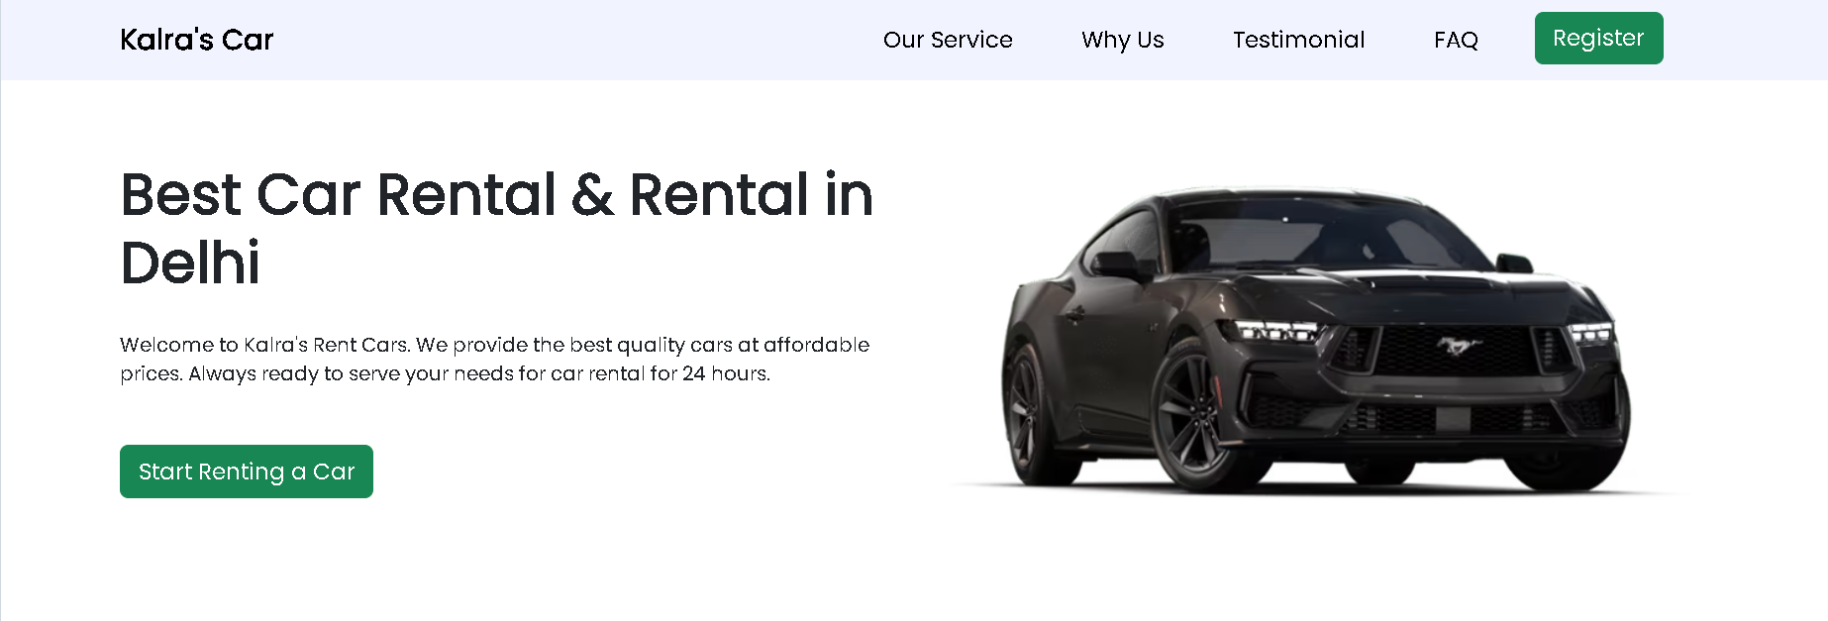 Kalra's Car
Our Service
Why Us
Testimonial
FAQ
Register
Best Car Rental & Rental in
Delhi
Welcome to Kalra's Rent Cars. We provide the best quality cars at affordable
prices. Always ready to serve your needs for car rental for 24 hours.
Start Renting a Car